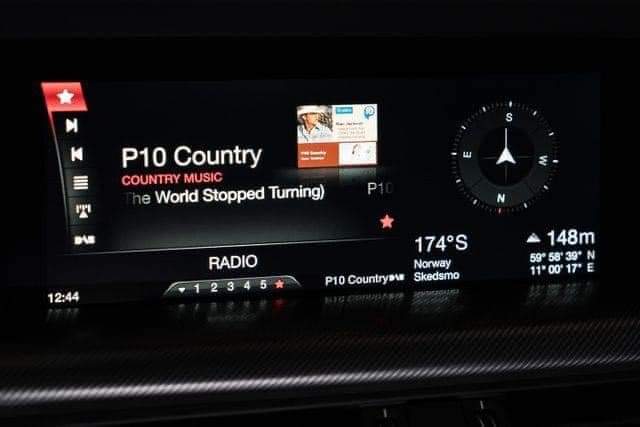 P10 Country
COUNTRY MUSIC
The World Stopped Turning)
P10
RADIO
1 2 3 4 5
12:44
P10 Country
DAB
S
E
W
N
174°S
Norway
Skedsmo
148m
59° 58' 39" N
11° 00' 17" E